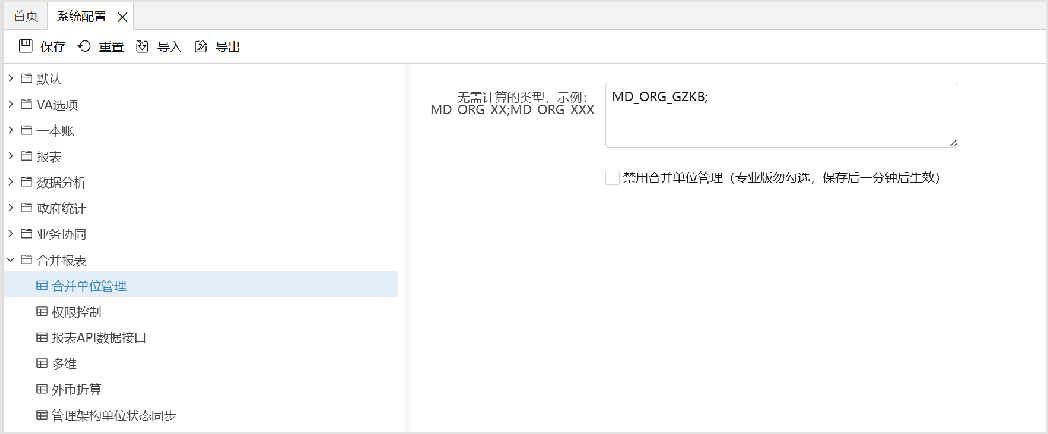 首页 系统配置
保存 重置 导入 导出
默认
VA选项
一本账
报表
数据分析
政府统计
业务协同
合并报表
合并单位管理
权限控制
报表API数据接口
多维
外币折算
管理架构单位状态同步
无需计算的类型，示例：
MD_ORG_XX;MD_ORG_XXX
MD_ORG_GZKB;
禁用合并单位管理（专业版勿勾选，保存后一分钟后生效）